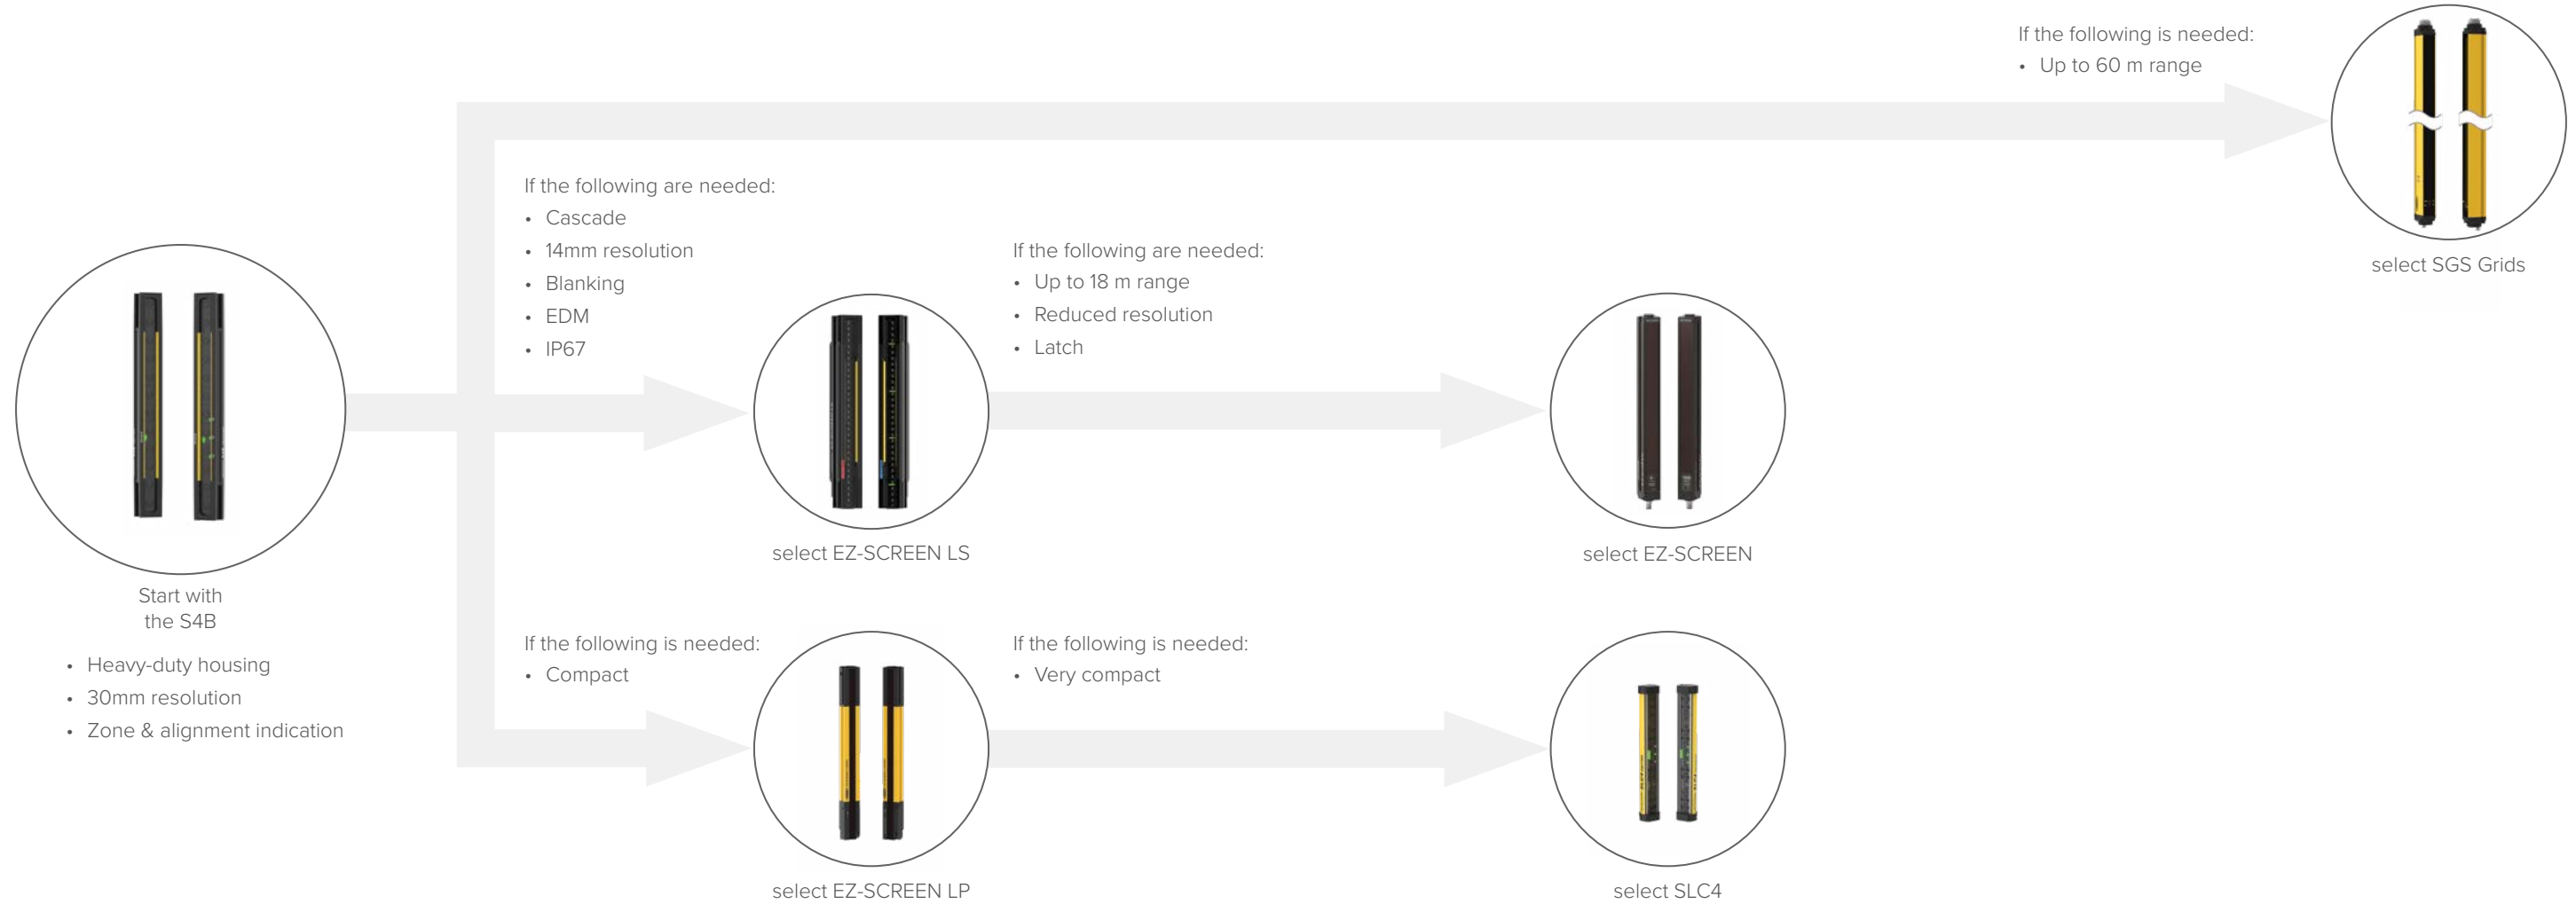 If the following is needed:
• Up to 60 m range
select SGS Grids
If the following are needed:
• Cascade
• 14mm resolution
• Blanking
• EDM
• IP67
select EZ-SCREEN LS
If the following are needed:
• Up to 18 m range
• Reduced resolution
• Latch
select EZ-SCREEN
Start with
the S4B
• Heavy-duty housing
• 30mm resolution
• Zone & alignment indication
If the following is needed:
• Compact
select EZ-SCREEN LP
If the following is needed:
• Very compact
select SLC4